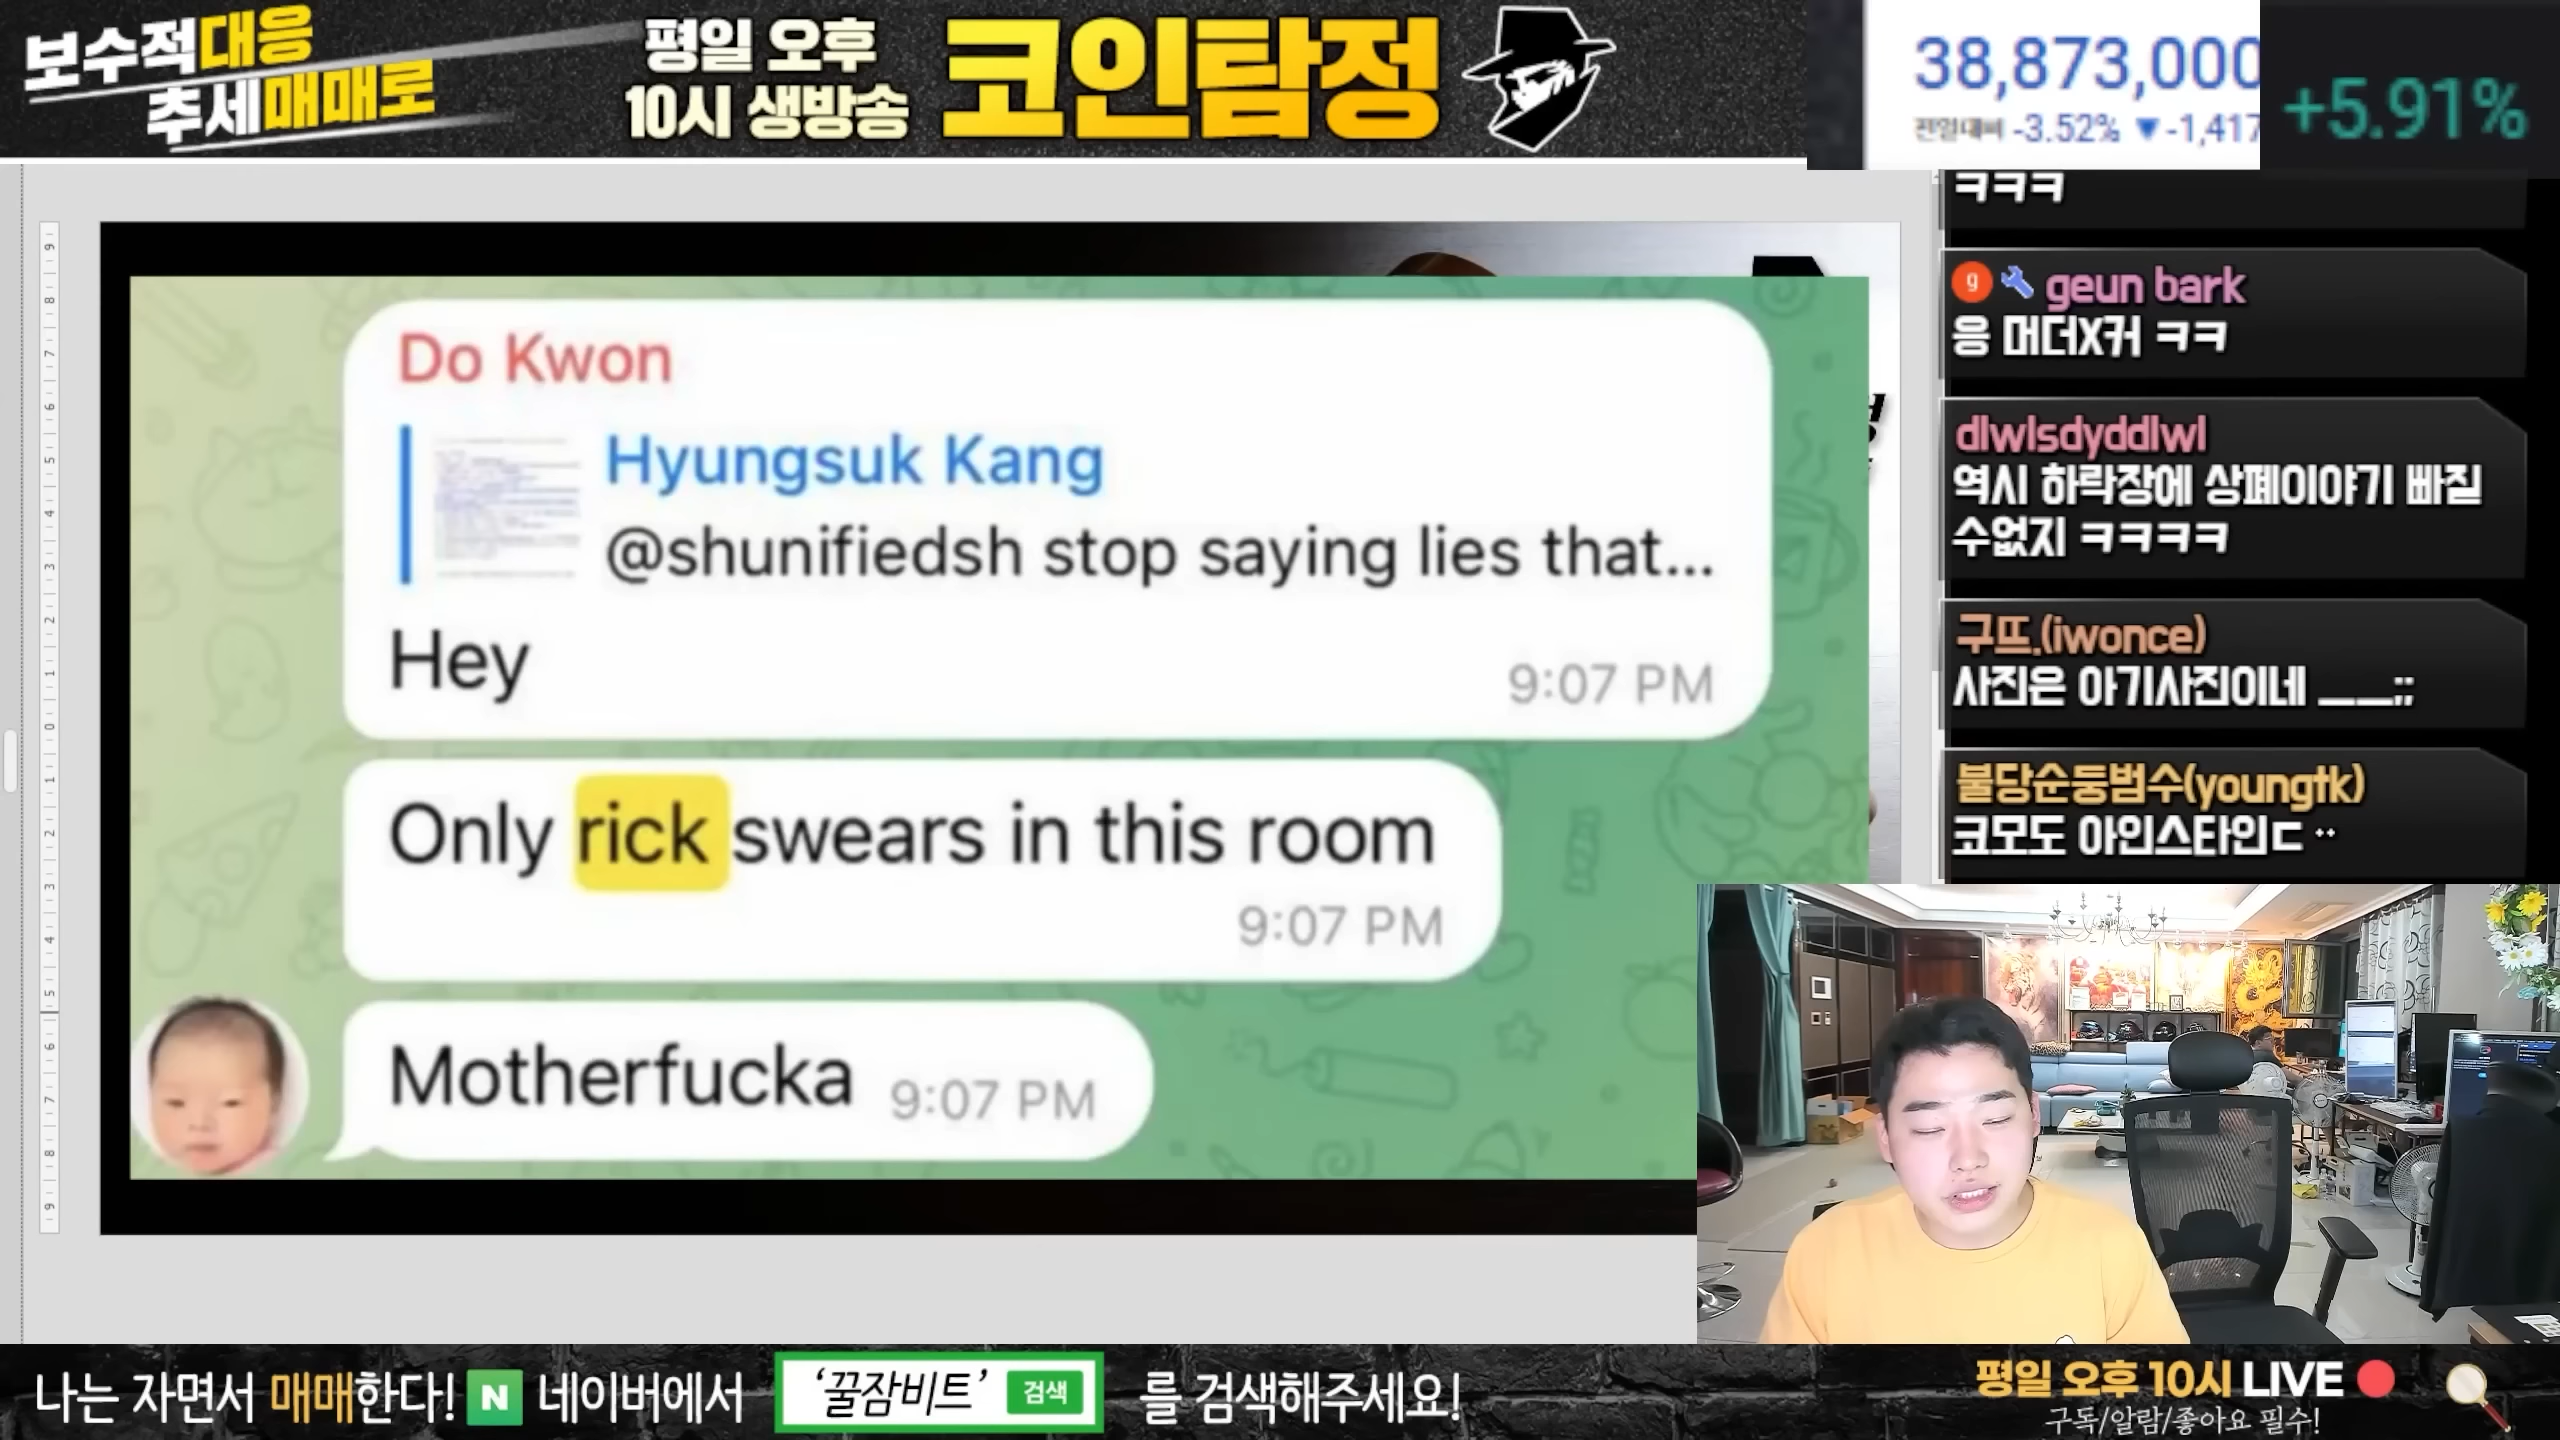 보수적대응
추세매매로
평일 오후
10시 생방송
코인탐정
38,873,000
전일대비 -3.52% ▼-1,417
+5.91%
Do Kwon
Hyungsuk Kang
@shunifiedsh stop saying lies that...
Hey
9:07 PM
Only rick swears in this room
9:07 PM
Motherfucka 9:07 PM
ㅋㅋㅋ
9 geun bark
응 머더X커 ㅋㅋ
dlwlsdyddlwl
역시 하락장에 상폐이야기 빠질
수없지 ㅋㅋㅋㅋ
구뜨.(iwonce)
사진은 아기사진이네 ㅡㅡ;;
불당순둥범수(youngtk)
코모도 아인스타인ㄷ ··
나는 자면서 매매한다! N 네이버에서 '꿀잠비트' 검색 를 검색해주세요!
평일 오후 10시 LIVE
구독/알람/좋아요 필수!